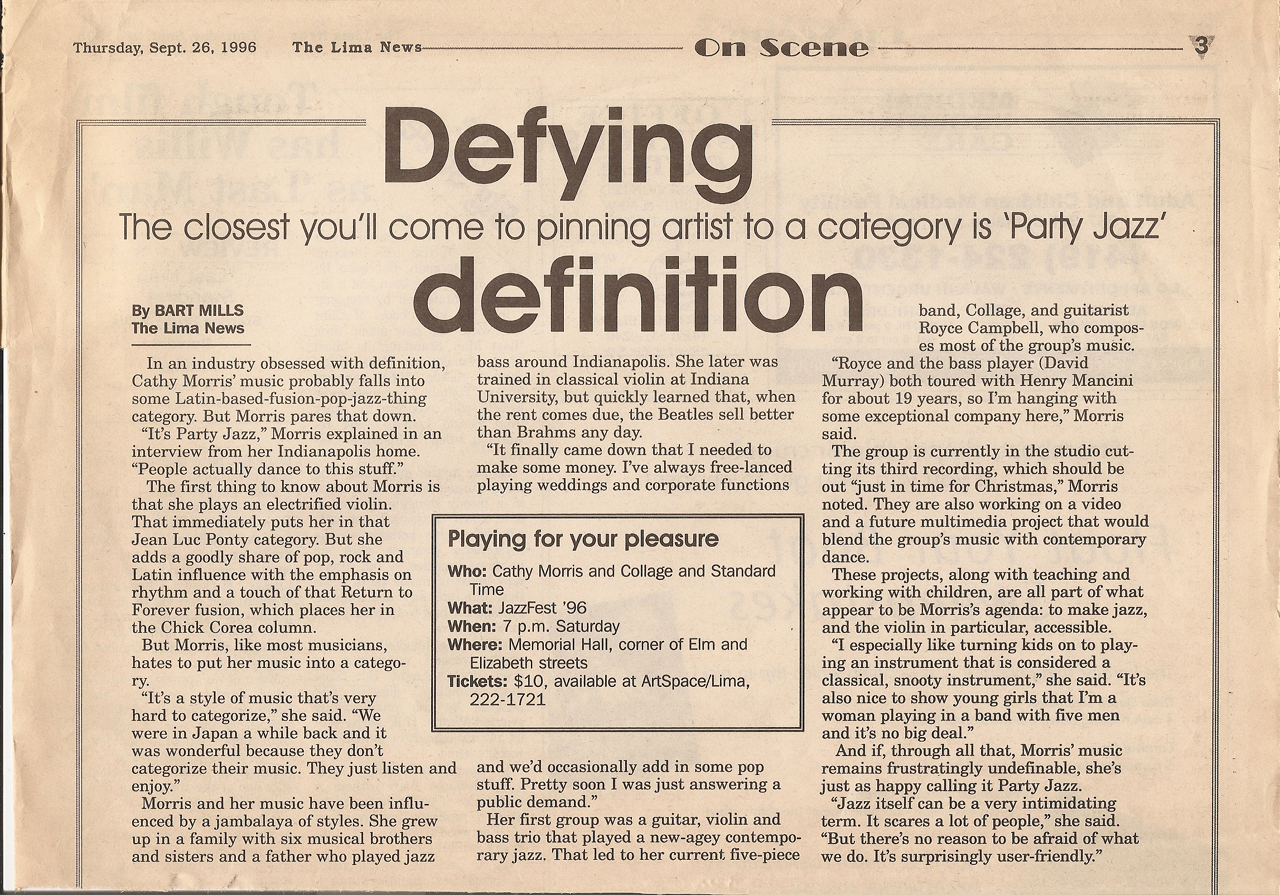 Thursday, Sept. 26, 1996 The Lima News On Scene 3
Defying
The closest you'll come to pinning artist to a category is 'Party Jazz'
definition
By BART MILLS
The Lima News
In an industry obsessed with definition,
Cathy Morris' music probably falls into
some Latin-based-fusion-pop-jazz-thing
category. But Morris pares that down.
"It's Party Jazz," Morris explained in an
interview from her Indianapolis home.
"People actually dance to this stuff."
The first thing to know about Morris is
that she plays an electrified violin.
That immediately puts her in that
Jean Luc Ponty category. But she
adds a goodly share of pop, rock and
Latin influence with the emphasis on
rhythm and a touch of that Return to
Forever fusion, which places her in
the Chick Corea column.
But Morris, like most musicians,
hates to put her music into a catego-
ry.
"It's a style of music that's very
hard to categorize," she said. "We
were in Japan a while back and it
was wonderful because they don't
categorize their music. They just listen and
enjoy."
Morris and her music have been influ-
enced by a jambalaya of styles. She grew
up in a family with six musical brothers
and sisters and a father who played jazz
bass around Indianapolis. She later was
trained in classical violin at Indiana
University, but quickly learned that, when
the rent comes due, the Beatles sell better
than Brahms any day.
"It finally came down that I needed to
make some money. I've always free-lanced
playing weddings and corporate functions
Playing for your pleasure
Who: Cathy Morris and Collage and Standard
Time
What: JazzFest '96
When: 7 p.m. Saturday
Where: Memorial Hall, corner of Elm and
Elizabeth streets
Tickets: $10, available at ArtSpace/Lima,
222-1721
and we'd occasionally add in some pop
stuff. Pretty soon I was just answering a
public demand."
Her first group was a guitar, violin and
bass trio that played a new-agey contempo-
rary jazz. That led to her current five-piece
band, Collage, and guitarist
Royce Campbell, who compos-
es most of the group's music.
"Royce and the bass player (David
Murray) both toured with Henry Mancini
for about 19 years, so I'm hanging with
some exceptional company here," Morris
said.
The group is currently in the studio cut-
ting its third recording, which should be
out "just in time for Christmas," Morris
noted. They are also working on a video
and a future multimedia project that would
blend the group's music with contemporary
dance.
These projects, along with teaching and
working with children, are all part of what
appear to be Morris's agenda: to make jazz,
and the violin in particular, accessible.
"I especially like turning kids on to play-
ing an instrument that is considered a
classical, snooty instrument," she said. "It's
also nice to show young girls that I'm a
woman playing in a band with five men
and it's no big deal."
And if, through all that, Morris' music
remains frustratingly undefinable, she's
just as happy calling it Party Jazz.
"Jazz itself can be a very intimidating
term. It scares a lot of people," she said.
"But there's no reason to be afraid of what
we do. It's surprisingly user-friendly."